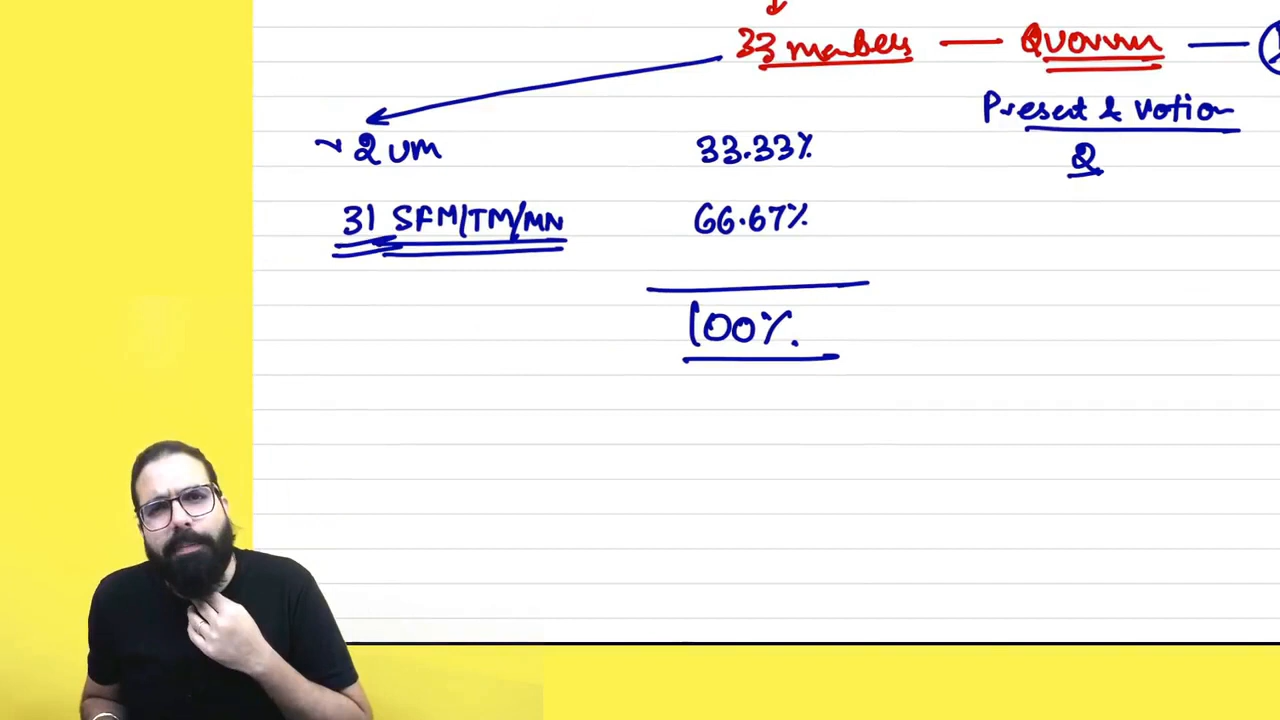 33 members — Quorum —
Present & Voting
~ 2 UM 33.33%
Q
31 SFM/TM/MN 66.67%
100%